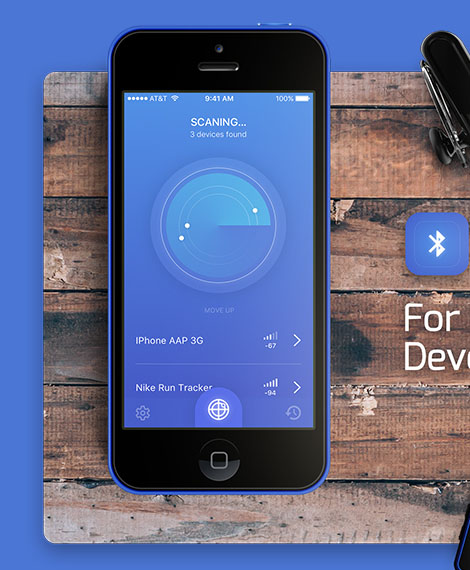 AT&T
9:41 AM
100%
SCANING...
3 devices found
MOVE UP
IPhone AAP 3G
-67
Nike Run Tracker
-94
For
Deve